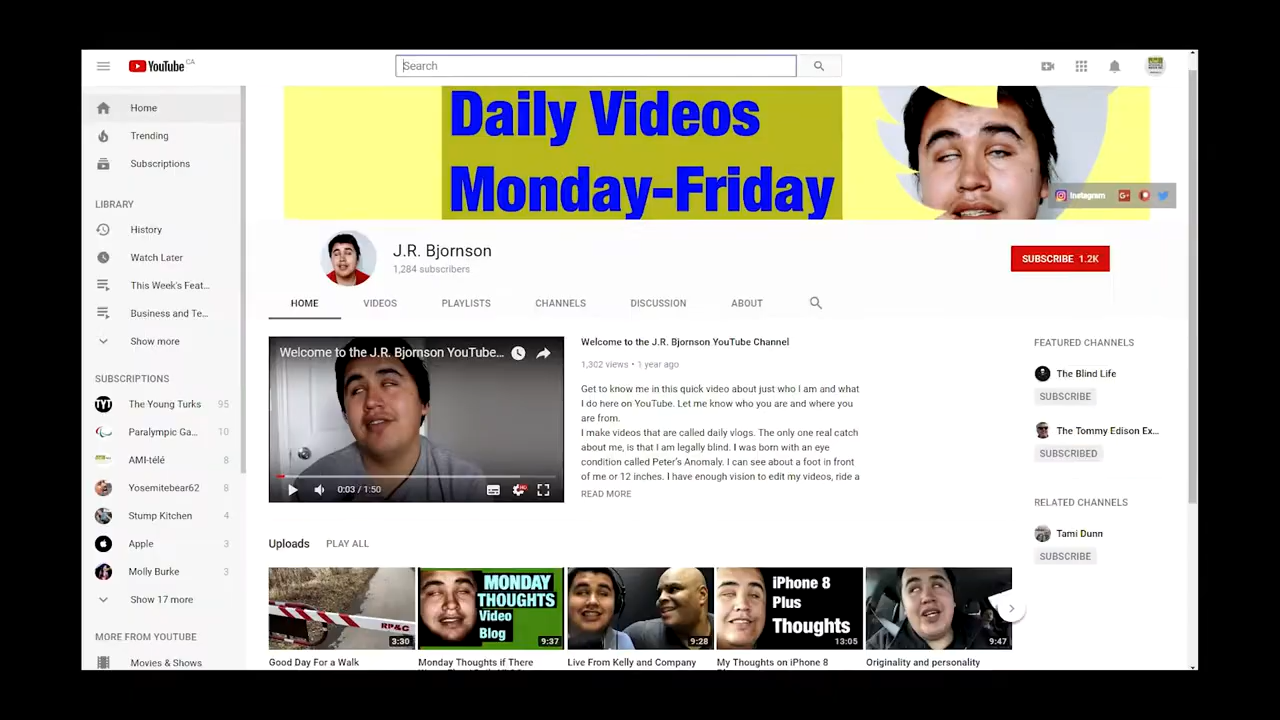 YouTube CA
Search
Home
Trending
Subscriptions
LIBRARY
History
Watch Later
This Week's Feat...
Business and Te...
Show more
SUBSCRIPTIONS
TYT The Young Turks 95
Paralympic Ga... 10
AMI-télé 8
Yosemitebear62 8
Stump Kitchen 4
Apple 3
Molly Burke 3
Show 17 more
MORE FROM YOUTUBE
Movies & Shows
Daily Videos
Monday-Friday
Instagram
J.R. Bjornson
1,284 subscribers
SUBSCRIBE 1.2K
HOME VIDEOS PLAYLISTS CHANNELS DISCUSSION ABOUT
Welcome to the J.R. Bjornson YouTube...
0:03 / 1:50
HD
Welcome to the J.R. Bjornson YouTube Channel
1,302 views • 1 year ago
Get to know me in this quick video about just who I am and what
I do here on YouTube. Let me know who you are and where you
are from.
I make videos that are called daily vlogs. The only one real catch
about me, is that I am legally blind. I was born with an eye
condition called Peter's Anomaly. I can see about a foot in front
of me or 12 inches. I have enough vision to edit my videos, ride a
READ MORE
FEATURED CHANNELS
The Blind Life
SUBSCRIBE
The Tommy Edison Ex...
SUBSCRIBED
RELATED CHANNELS
Tami Dunn
SUBSCRIBE
Uploads PLAY ALL
3:30
Good Day For a Walk
MONDAY
THOUGHTS
Video
Blog
9:37
Monday Thoughts if There
9:28
Live From Kelly and Company
iPhone 8
Plus
Thoughts
13:05
My Thoughts on iPhone 8
9:47
Originality and personality